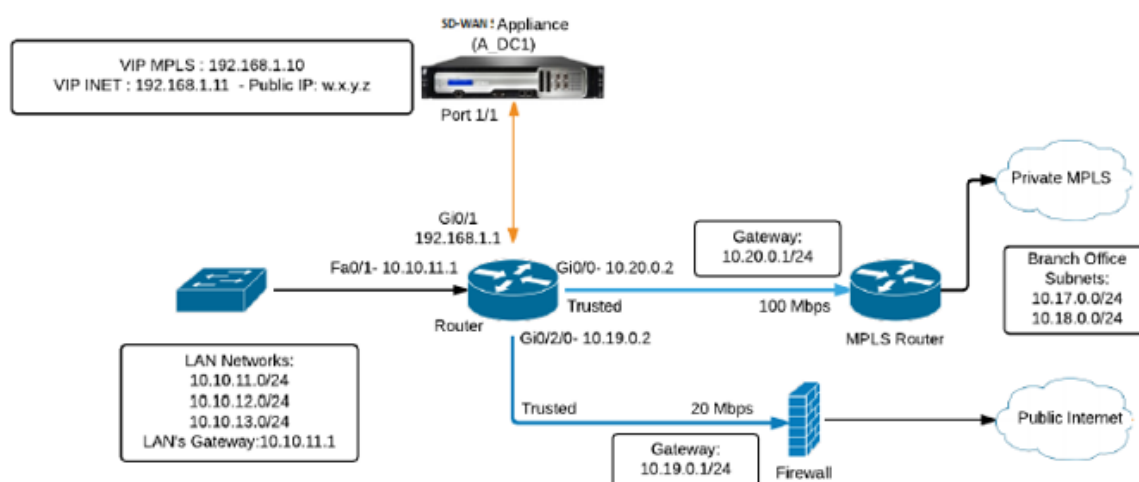 SD-WAN Appliance
(A_DC1)
VIP MPLS : 192.168.1.10
VIP INET : 192.168.1.11 - Public IP: w.x.y.z
Port 1/1
Gi0/1
192.168.1.1
Fa0/1- 10.10.11.1
Gi0/0- 10.20.0.2
Router
Trusted
Gi0/2/0- 10.19.0.2
Gateway:
10.20.0.1/24
100 Mbps
MPLS Router
Private MPLS
Branch Office
Subnets:
10.17.0.0/24
10.18.0.0/24
LAN Networks:
10.10.11.0/24
10.10.12.0/24
10.10.13.0/24
LAN's Gateway:10.10.11.1
Trusted
20 Mbps
Gateway:
10.19.0.1/24
Firewall
Public Internet